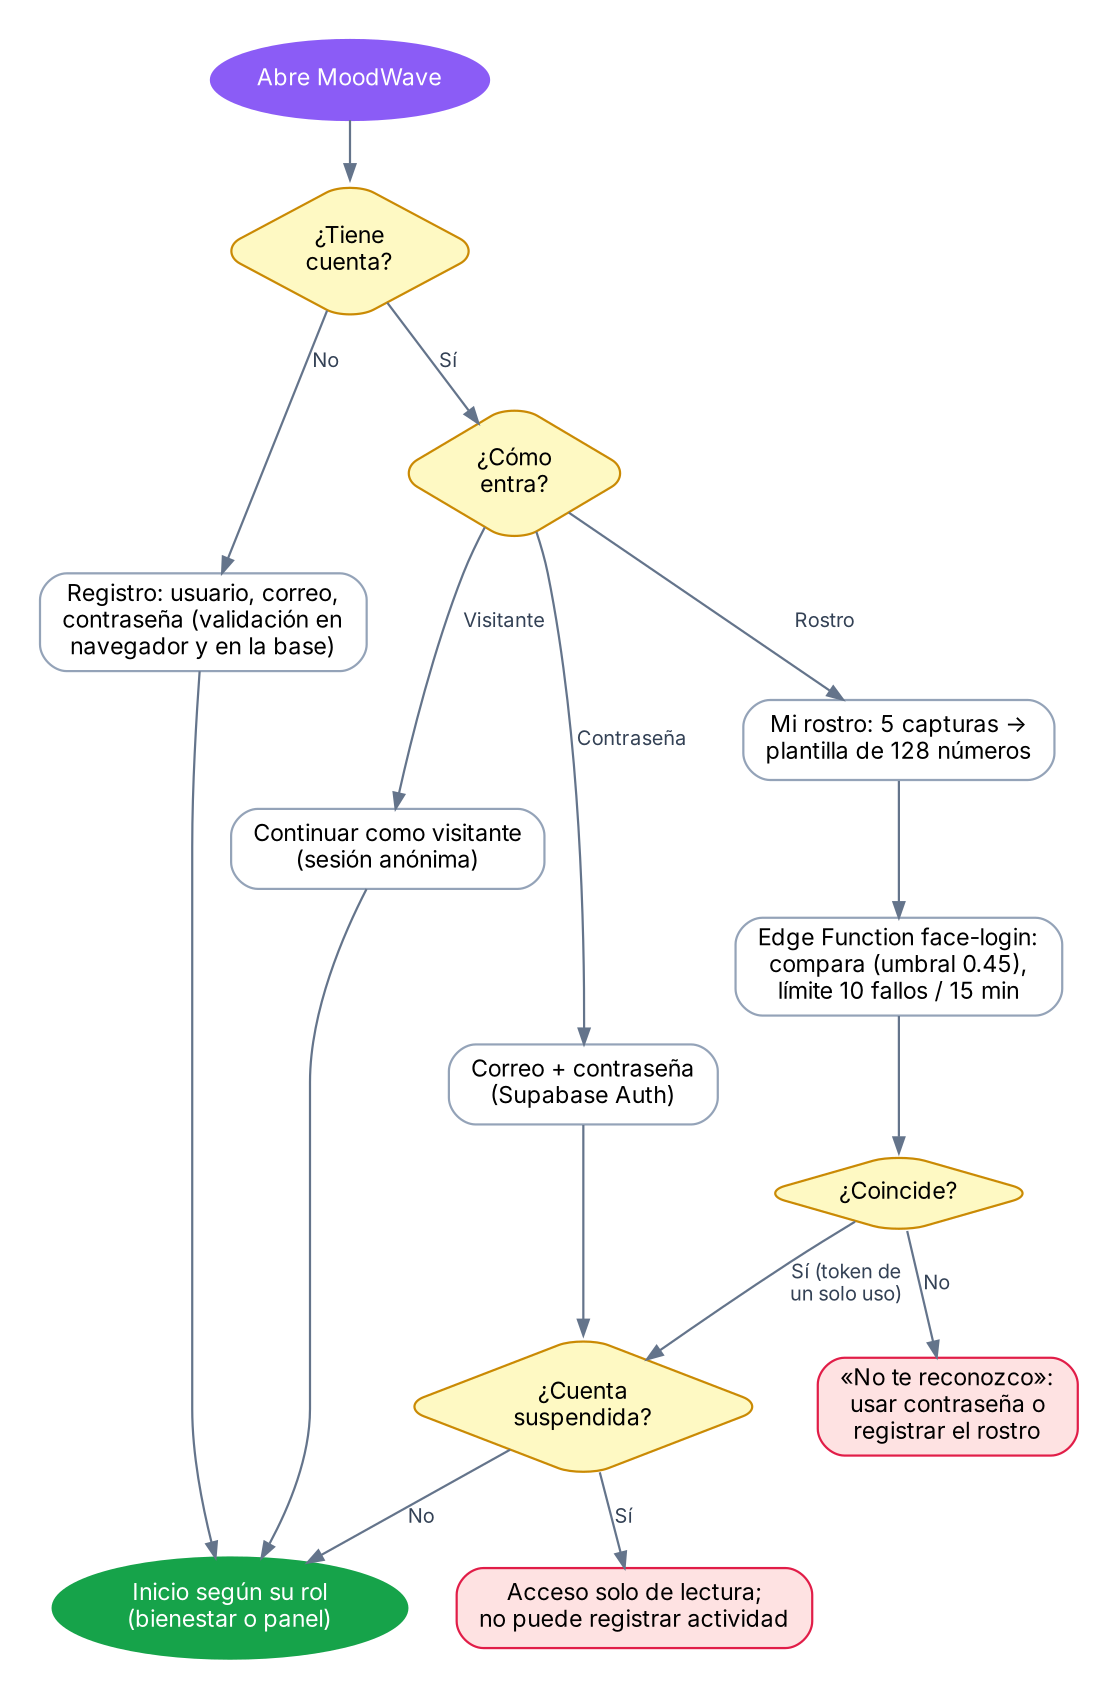 Abre MoodWave
¿Tiene
cuenta?
No
Sí
¿Cómo
entra?
Registro: usuario, correo,
contraseña (validación en
navegador y en la base)
Visitante
Rostro
Contraseña
Mi rostro: 5 capturas →
plantilla de 128 números
Continuar como visitante
(sesión anónima)
Edge Function face-login:
compara (umbral 0.45),
límite 10 fallos / 15 min
Correo + contraseña
(Supabase Auth)
¿Coincide?
Sí (token de
un solo uso)
No
¿Cuenta
suspendida?
«No te reconozco»:
usar contraseña o
registrar el rostro
No
Sí
Inicio según su rol
(bienestar o panel)
Acceso solo de lectura;
no puede registrar actividad